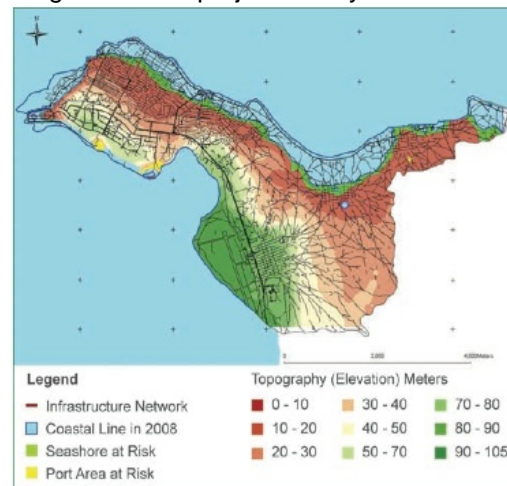 N
0 2,000 4,000Meters
Legend
Infrastructure Network
Coastal Line in 2008
Seashore at Risk
Port Area at Risk
Topography (Elevation) Meters
0 - 10
10 - 20
20 - 30
30 - 40
40 - 50
50 - 70
70 - 80
80 - 90
90 - 105